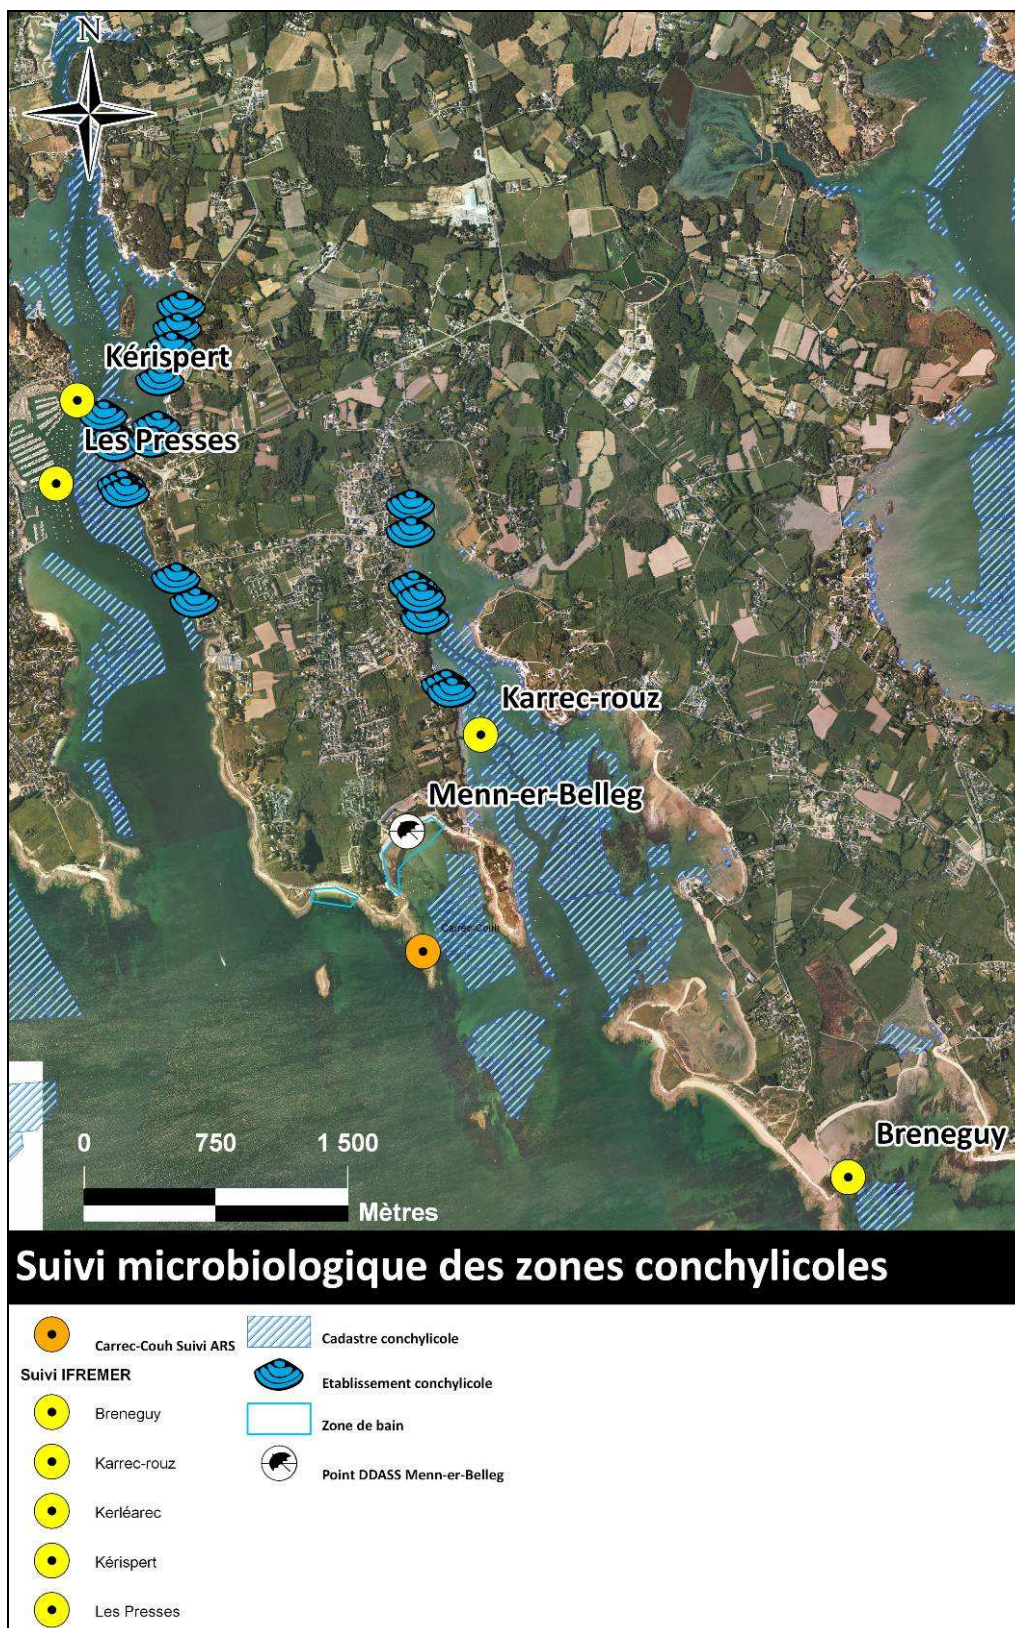 N
Kérispert
Les Presses
Karrec-rouz
Menn-er-Belleg
Carrec-Couh
Breneguy
0 750 1 500
Mètres
Suivi microbiologique des zones conchylicoles
Carrec-Couh Suivi ARS
Cadastre conchylicole
Suivi IFREMER
Etablissement conchylicole
Breneguy
Zone de bain
Karrec-rouz
Point DDASS Menn-er-Belleg
Kerléarec
Kérispert
Les Presses